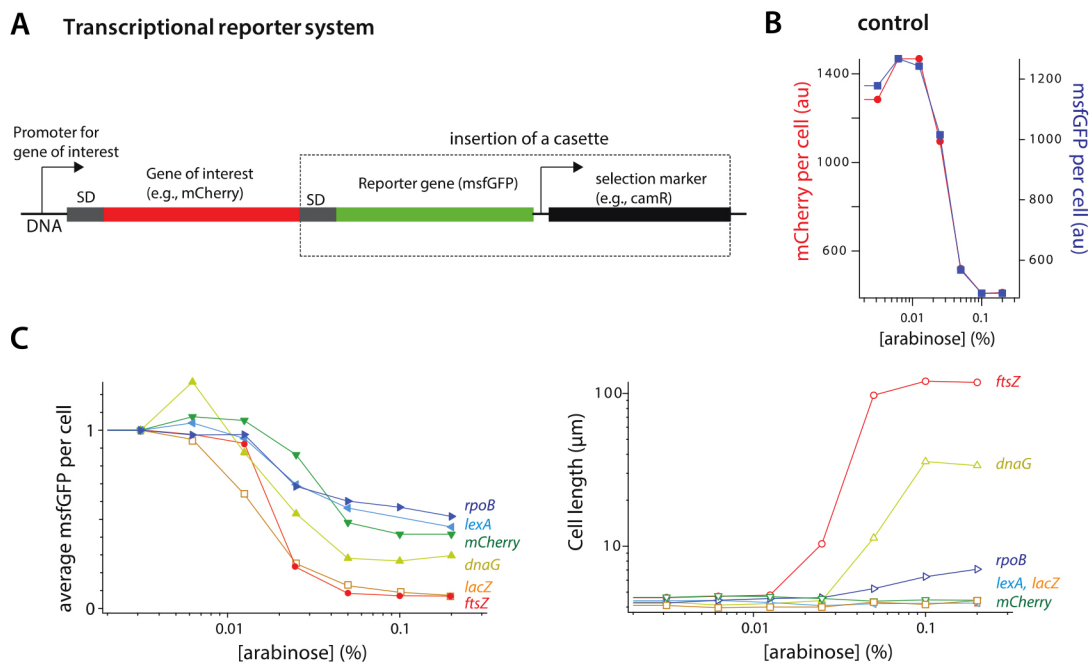 A Transcriptional reporter system
Promoter for
gene of interest
SD
DNA
Gene of interest
(e.g., mCherry)
SD
insertion of a casette
Reporter gene (msfGFP)
selection marker
(e.g., camR)
B control
mCherry per cell (au)
1400
1000
600
msfGFP per cell (au)
1200
1000
800
600
0.01 0.1
[arabinose] (%)
C
average msfGFP per cell
1
0
rpoB
lexA
mCherry
dnaG
lacZ
ftsZ
0.01 0.1
[arabinose] (%)
Cell length (µm)
100
10
ftsZ
dnaG
rpoB
lexA, lacZ
mCherry
0.01 0.1
[arabinose] (%)